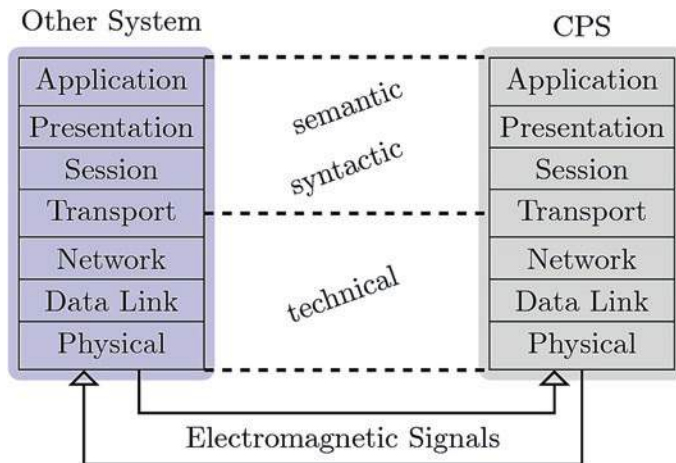 Other System
CPS
Application
Presentation
Session
Transport
Network
Data Link
Physical
semantic
syntactic
technical
Application
Presentation
Session
Transport
Network
Data Link
Physical
Electromagnetic Signals